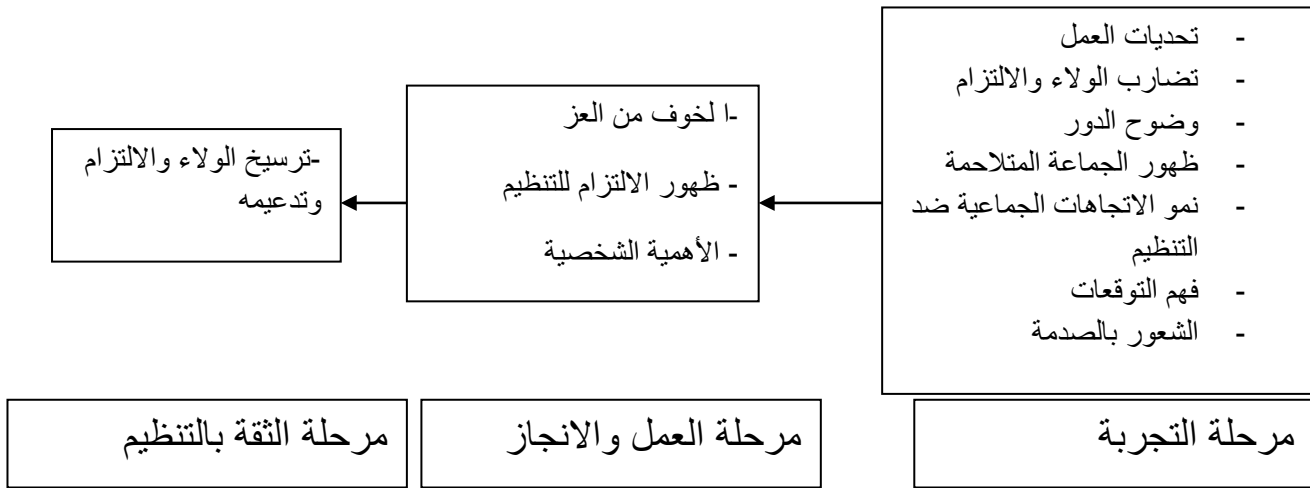 - تحديات العمل
- تضارب الولاء والالتزام
- وضوح الدور
- ظهور الجماعة المتلاحمة
- نمو الاتجاهات الجماعية ضد
التنظيم
- فهم التوقعات
- الشعور بالصدمة
-ا لخوف من العز
- ظهور الالتزام للتنظيم
- الأهمية الشخصية
-ترسيخ الولاء والالتزام
وتدعيمه
مرحلة التجربة
مرحلة العمل والانجاز
مرحلة الثقة بالتنظيم